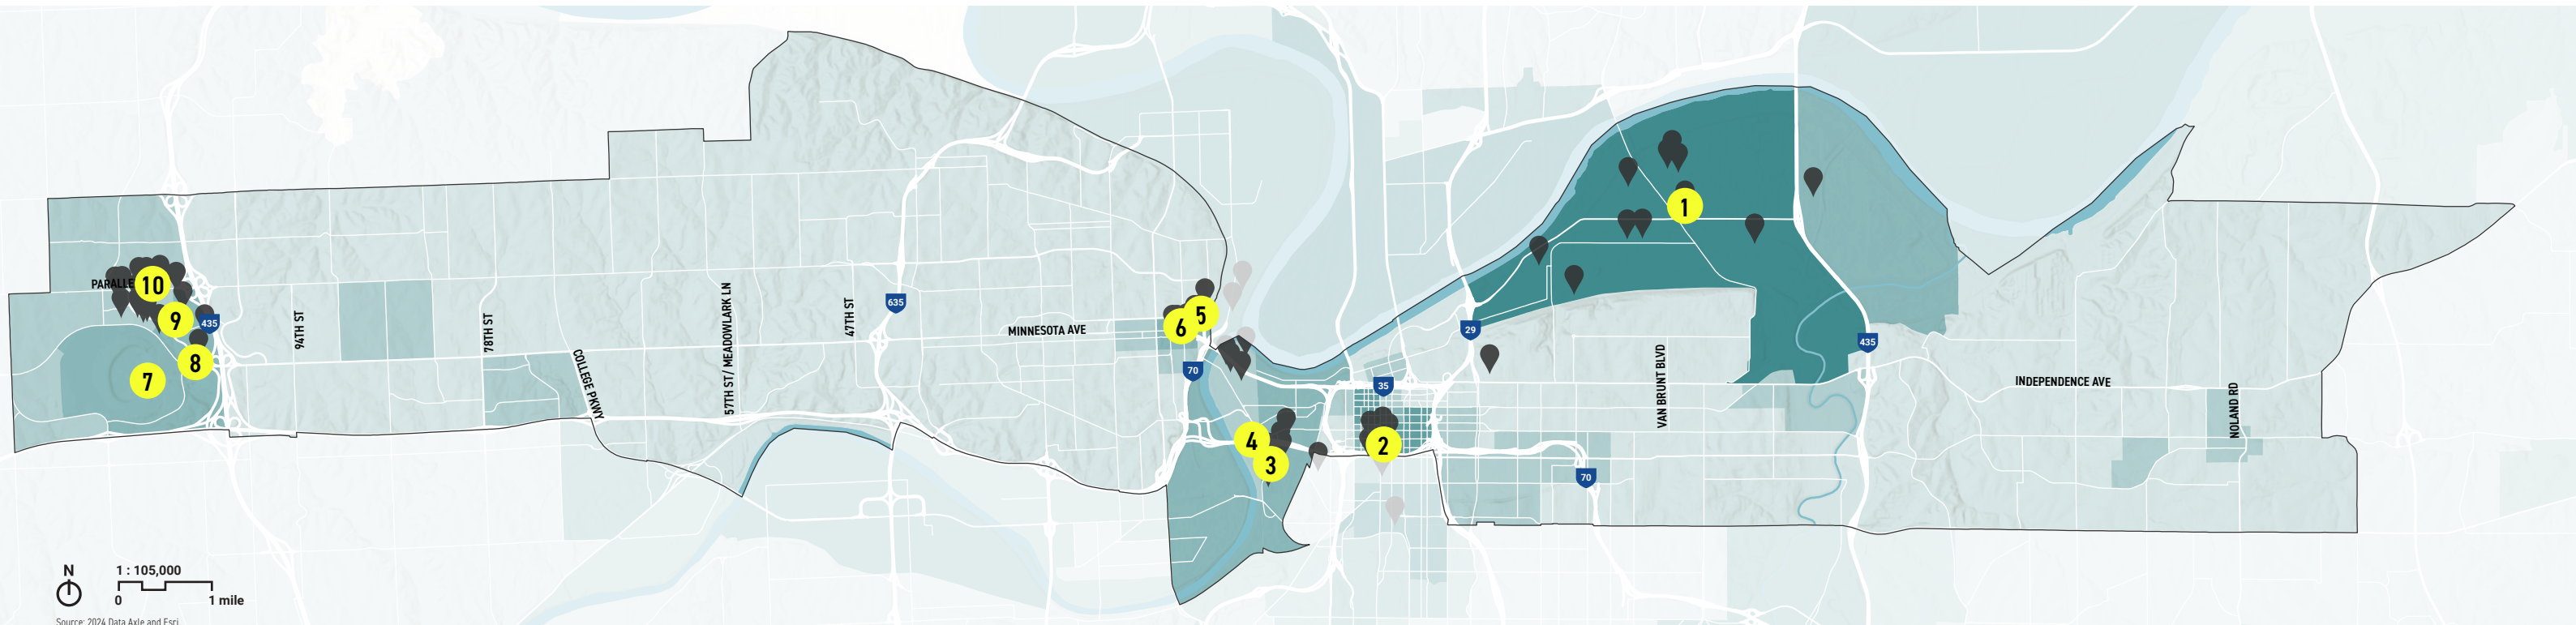 1
29
435
10
PARALLE
9
435
8
7
94TH ST
78TH ST
COLLEGE PKWY
57TH ST / MEADOWLARK LN
47TH ST
635
MINNESOTA AVE
5
6
70
4
3
35
2
VAN BRUNT BLVD
70
INDEPENDENCE AVE
NOLAND RD
N
1 : 105,000
0 1 mile
Source: 2024 Data Axle and Esri